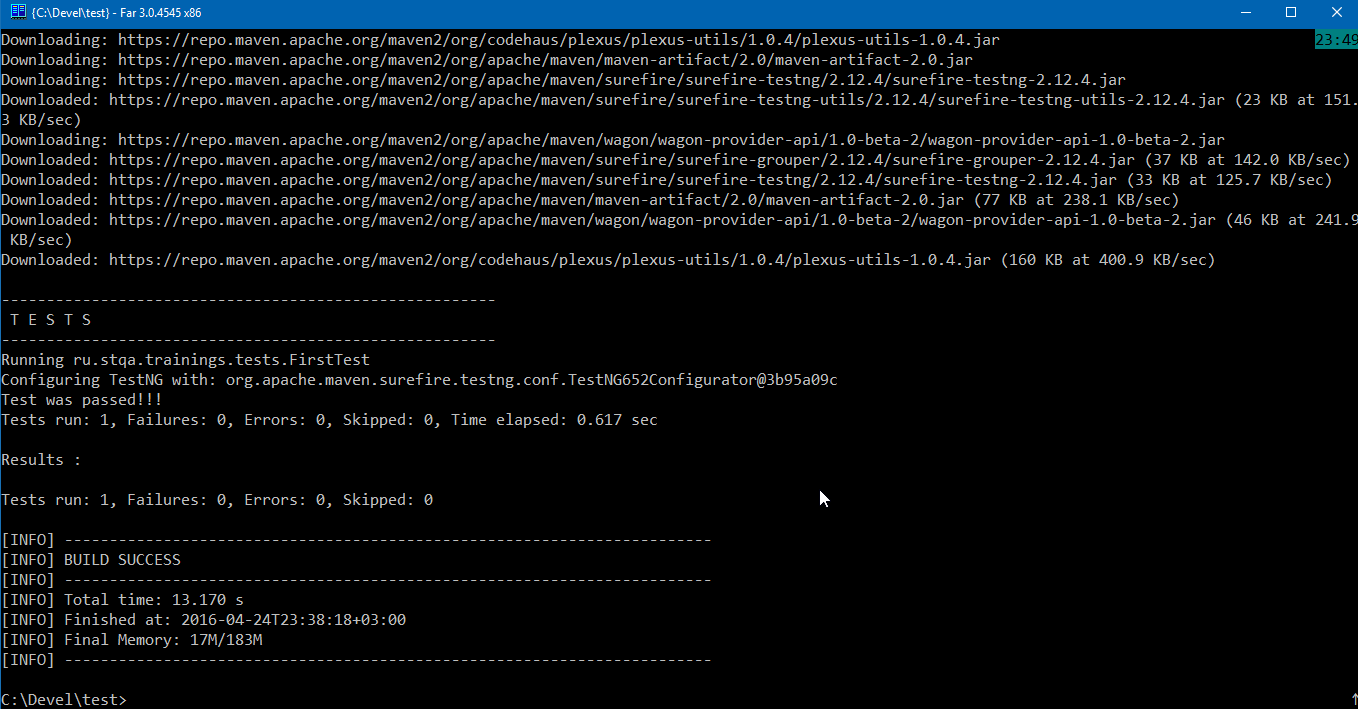 {C:\Devel\test} - Far 3.0.4545 x86
Downloading: https://repo.maven.apache.org/maven2/org/codehaus/plexus/plexus-utils/1.0.4/plexus-utils-1.0.4.jar 23:49
Downloading: https://repo.maven.apache.org/maven2/org/apache/maven/maven-artifact/2.0/maven-artifact-2.0.jar
Downloading: https://repo.maven.apache.org/maven2/org/apache/maven/surefire/surefire-testng/2.12.4/surefire-testng-2.12.4.jar
Downloaded: https://repo.maven.apache.org/maven2/org/apache/maven/surefire/surefire-testng-utils/2.12.4/surefire-testng-utils-2.12.4.jar (23 KB at 151.
3 KB/sec)
Downloading: https://repo.maven.apache.org/maven2/org/apache/maven/wagon/wagon-provider-api/1.0-beta-2/wagon-provider-api-1.0-beta-2.jar
Downloaded: https://repo.maven.apache.org/maven2/org/apache/maven/surefire/surefire-grouper/2.12.4/surefire-grouper-2.12.4.jar (37 KB at 142.0 KB/sec)
Downloaded: https://repo.maven.apache.org/maven2/org/apache/maven/surefire/surefire-testng/2.12.4/surefire-testng-2.12.4.jar (33 KB at 125.7 KB/sec)
Downloaded: https://repo.maven.apache.org/maven2/org/apache/maven/maven-artifact/2.0/maven-artifact-2.0.jar (77 KB at 238.1 KB/sec)
Downloaded: https://repo.maven.apache.org/maven2/org/apache/maven/wagon/wagon-provider-api/1.0-beta-2/wagon-provider-api-1.0-beta-2.jar (46 KB at 241.9
KB/sec)
Downloaded: https://repo.maven.apache.org/maven2/org/codehaus/plexus/plexus-utils/1.0.4/plexus-utils-1.0.4.jar (160 KB at 400.9 KB/sec)
-------------------------------------------------------
T E S T S
-------------------------------------------------------
Running ru.stqa.trainings.tests.FirstTest
Configuring TestNG with: org.apache.maven.surefire.testng.conf.TestNG652Configurator@3b95a09c
Test was passed!!!
Tests run: 1, Failures: 0, Errors: 0, Skipped: 0, Time elapsed: 0.617 sec
Results :
Tests run: 1, Failures: 0, Errors: 0, Skipped: 0
[INFO] ------------------------------------------------------------------------
[INFO] BUILD SUCCESS
[INFO] ------------------------------------------------------------------------
[INFO] Total time: 13.170 s
[INFO] Finished at: 2016-04-24T23:38:18+03:00
[INFO] Final Memory: 17M/183M
[INFO] ------------------------------------------------------------------------
C:\Devel\test>